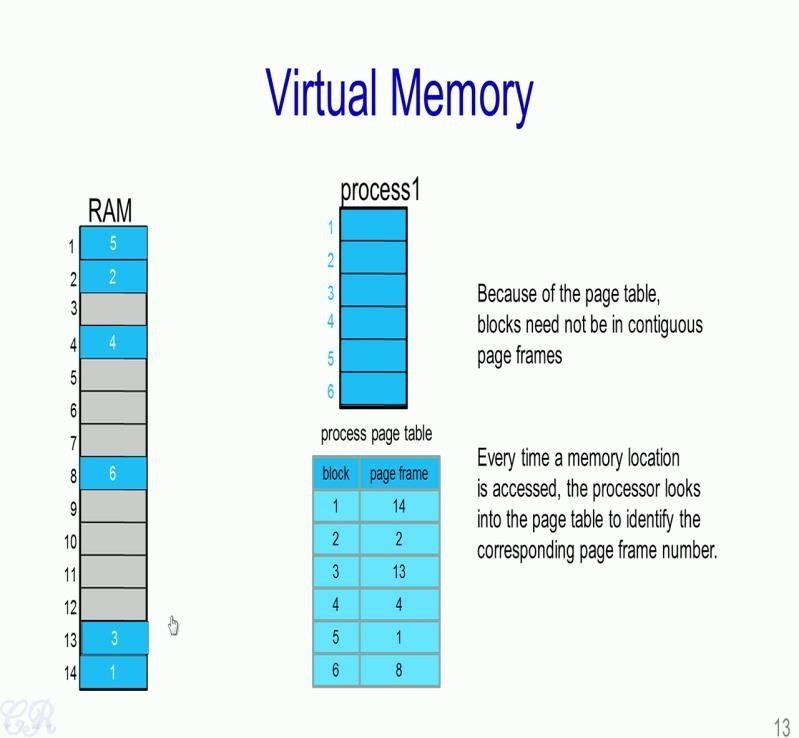 Virtual Memory
RAM
1 5
2 2
3
4 4
5
6
7
8 6
9
10
11
12
13 3
14 1
process1
1
2
3
4
5
6
process page table
block page frame
1 14
2 2
3 13
4 4
5 1
6 8
Because of the page table,
blocks need not be in contiguous
page frames
Every time a memory location
is accessed, the processor looks
into the page table to identify the
corresponding page frame number.
CR
13